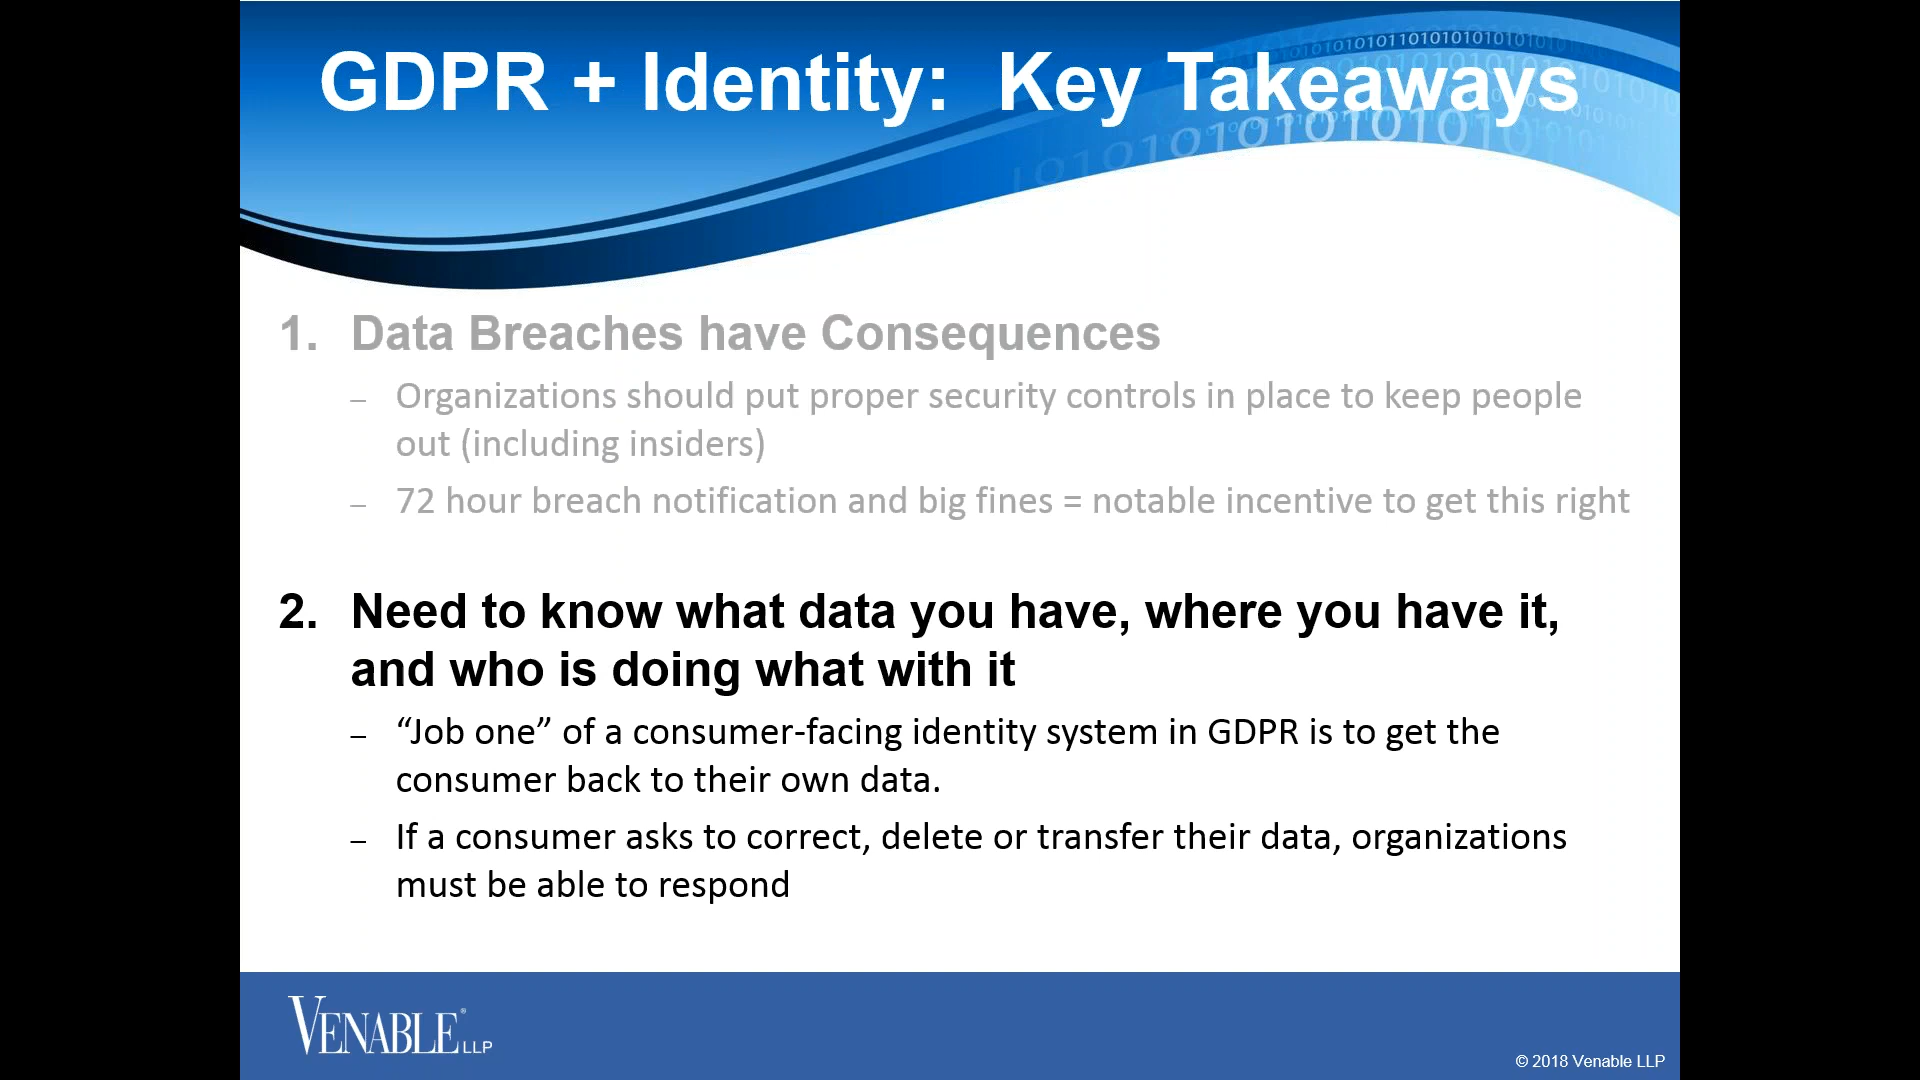 GDPR + Identity: Key Takeaways
1. Data Breaches have Consequences
– Organizations should put proper security controls in place to keep people
out (including insiders)
– 72 hour breach notification and big fines = notable incentive to get this right
2. Need to know what data you have, where you have it,
and who is doing what with it
– “Job one” of a consumer-facing identity system in GDPR is to get the
consumer back to their own data.
– If a consumer asks to correct, delete or transfer their data, organizations
must be able to respond
VENABLE® LLP
© 2018 Venable LLP